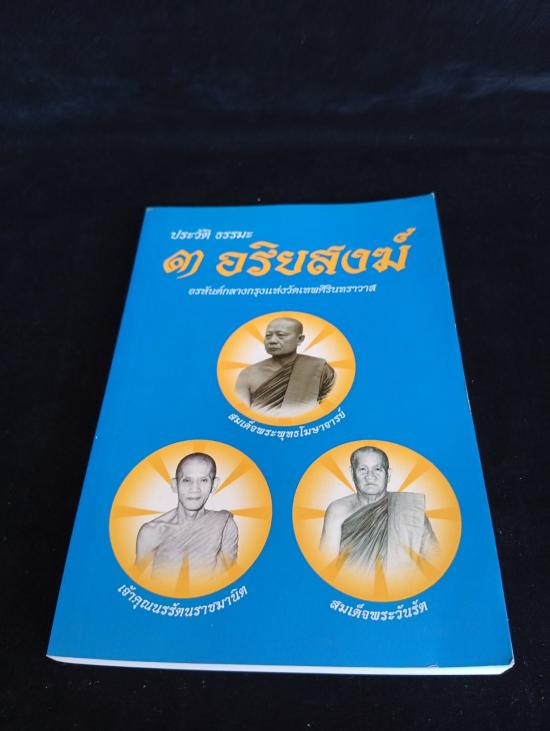 ประวัติ ธรรมะ
๓ อริยสงฆ์
อรหันต์กลางกรุงแห่งวัดเทพศิรินทราวาส
สมเด็จพระพุทธโฆษาจารย์
เจ้าคุณนรรัตนราชมานิต
สมเด็จพระวันรัต